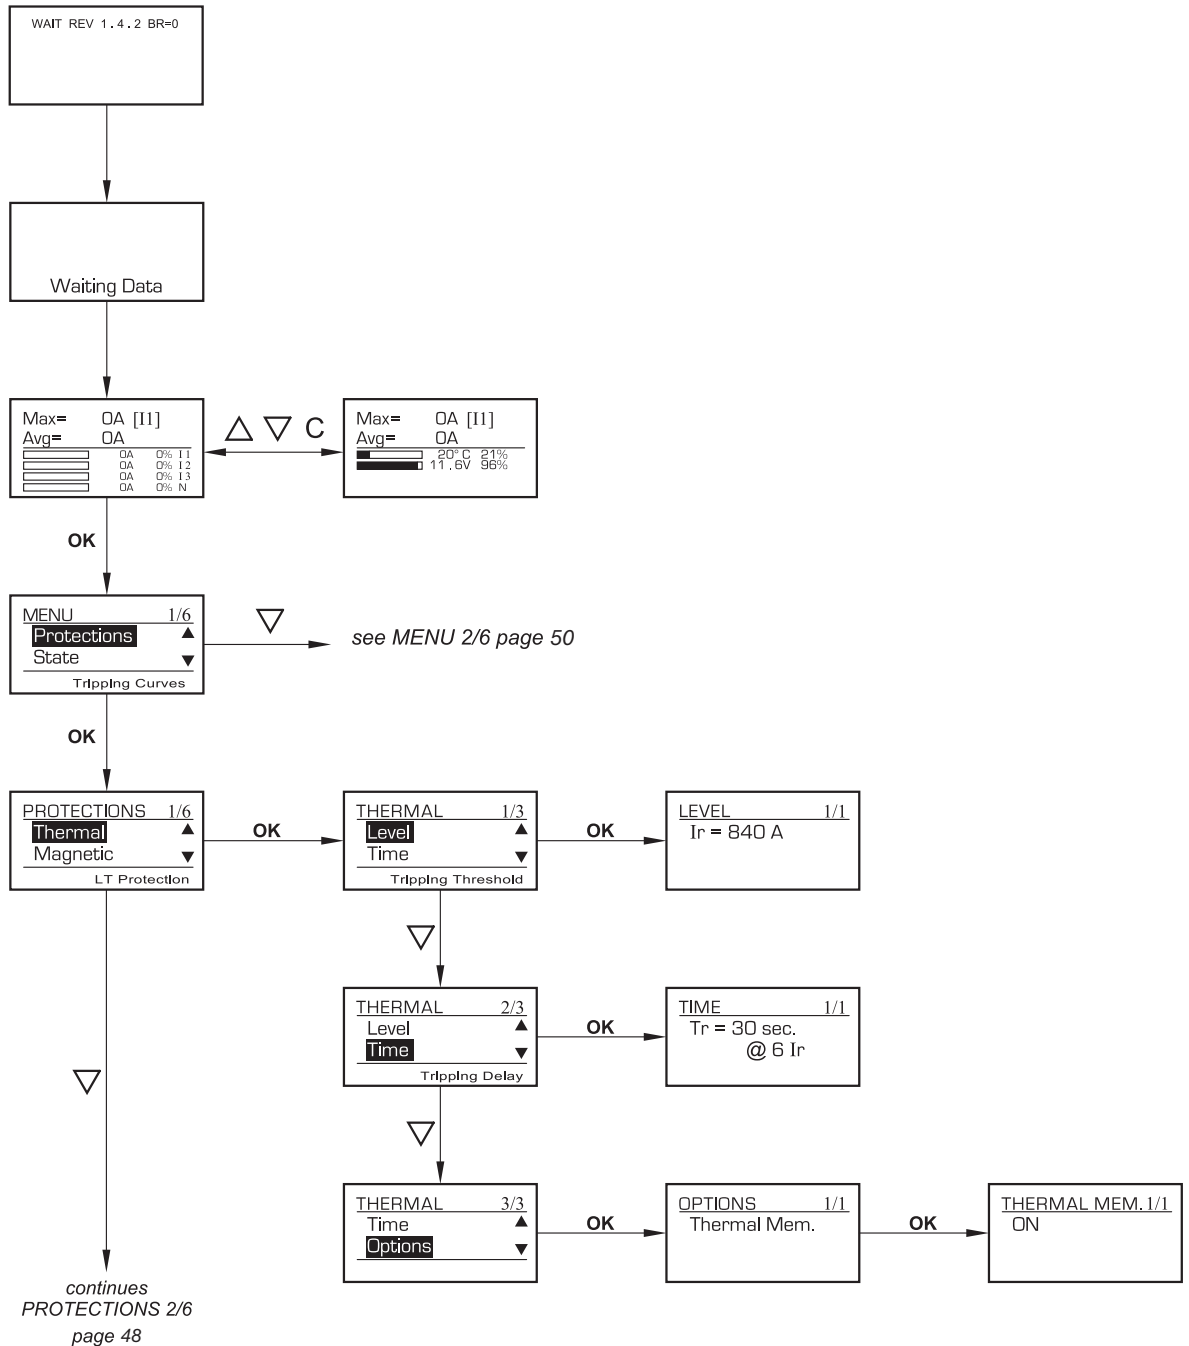 WAIT REV 1.4.2 BR=0
Waiting Data
Max= 0A [I1]
Avg= 0A
0A 0% I1
0A 0% I2
0A 0% I3
0A 0% N
C
Max= 0A [I1]
Avg= 0A
20°C 21%
11.6V 96%
OK
MENU 1/6
Protections
State
Tripping Curves
see MENU 2/6 page 50
OK
PROTECTIONS 1/6
Thermal
Magnetic
LT Protection
OK
THERMAL 1/3
Level
Time
Tripping Threshold
OK
LEVEL 1/1
Ir = 840 A
THERMAL 2/3
Level
Time
Tripping Delay
OK
TIME 1/1
Tr = 30 sec.
@ 6 Ir
THERMAL 3/3
Time
Options
OK
OPTIONS 1/1
Thermal Mem.
OK
THERMAL MEM. 1/1
ON
continues
PROTECTIONS 2/6
page 48